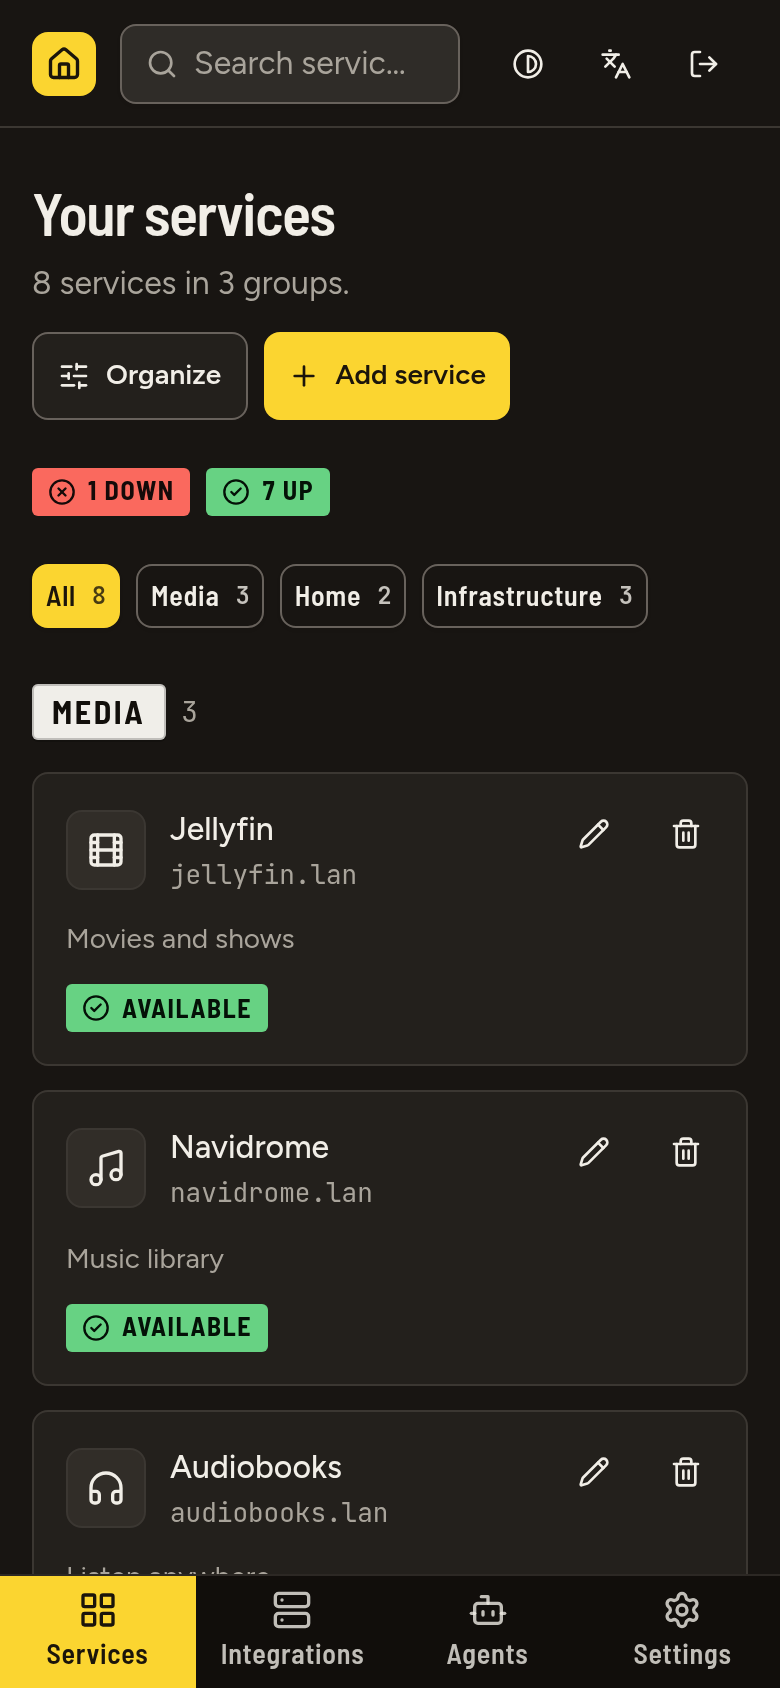 Search servic...
Your services
8 services in 3 groups.
Organize
Add service
1 DOWN
7 UP
All 8
Media 3
Home 2
Infrastructure 3
MEDIA 3
Jellyfin
jellyfin.lan
Movies and shows
AVAILABLE
Navidrome
navidrome.lan
Music library
AVAILABLE
Audiobooks
audiobooks.lan
Listen anywhere
Services
Integrations
Agents
Settings